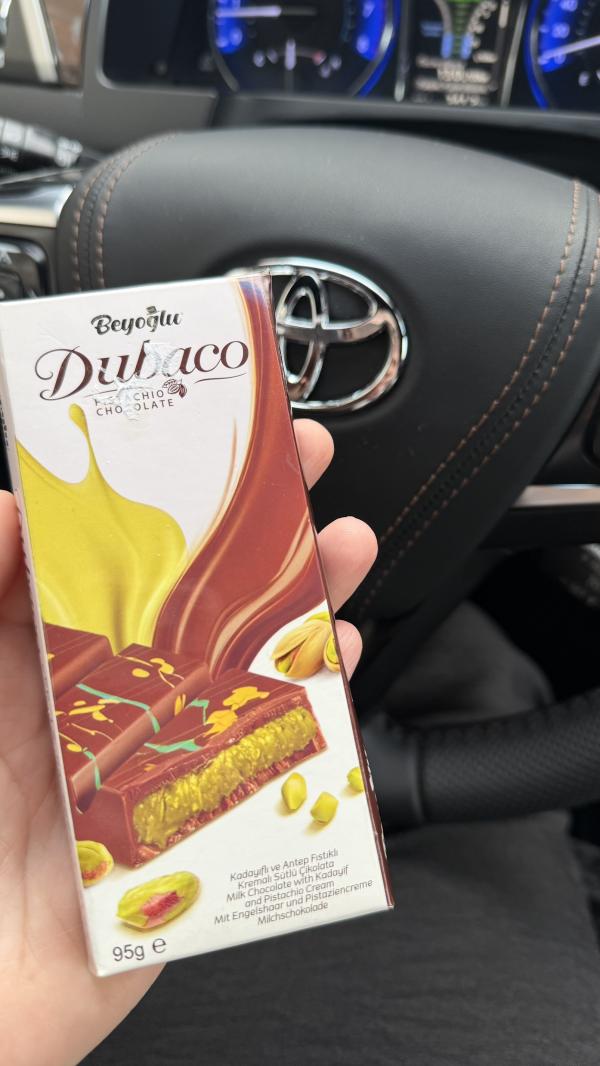 Beyoğlu
Dubaco
PISTACHIO
CHOCOLATE
Kadayıflı ve Antep Fıstıklı
Kremalı Sütlü Çikolata
Milk Chocolate with Kadayif
and Pistachio Cream
Mit Engelshaar und Pistaziencreme
Milchschokolade
95g e